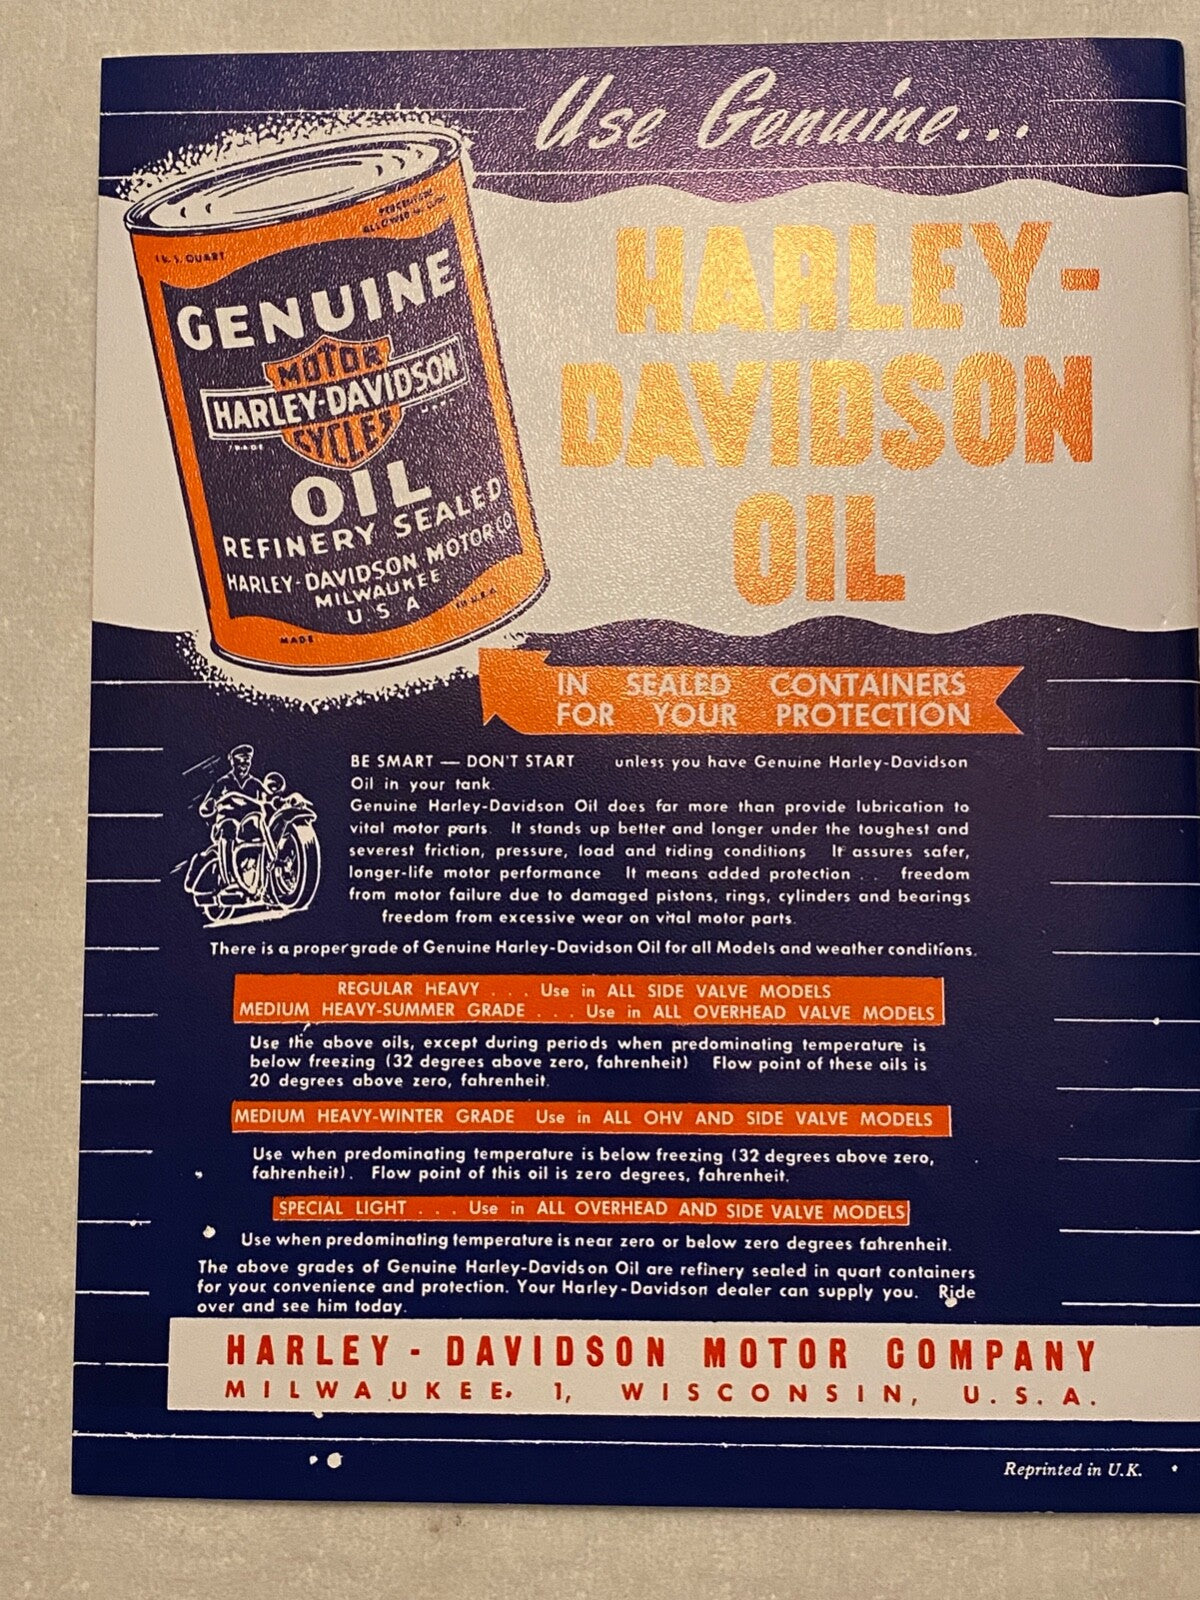 Use Genuine...
HARLEY-
DAVIDSON
OIL
1 U.S. QUART
GENUINE
MOTOR
HARLEY-DAVIDSON
CYCLES
TRADE
OIL
REFINERY SEALED
HARLEY-DAVIDSON MOTOR CO.
MILWAUKEE
U S A
MADE IN U.S.A.
IN SEALED CONTAINERS
FOR YOUR PROTECTION
BE SMART — DON'T START unless you have Genuine Harley-Davidson
Oil in your tank.
Genuine Harley-Davidson Oil does far more than provide lubrication to
vital motor parts. It stands up better and longer under the toughest and
severest friction, pressure, load and riding conditions It assures safer,
longer-life motor performance It means added protection . . freedom
from motor failure due to damaged pistons, rings, cylinders and bearings
freedom from excessive wear on vital motor parts.
There is a proper grade of Genuine Harley-Davidson Oil for all Models and weather conditions.
REGULAR HEAVY . . . Use in ALL SIDE VALVE MODELS
MEDIUM HEAVY-SUMMER GRADE . . . Use in ALL OVERHEAD VALVE MODELS
Use the above oils, except during periods when predominating temperature is
below freezing (32 degrees above zero, fahrenheit) Flow point of these oils is
20 degrees above zero, fahrenheit.
MEDIUM HEAVY-WINTER GRADE Use in ALL OHV AND SIDE VALVE MODELS
Use when predominating temperature is below freezing (32 degrees above zero,
fahrenheit). Flow point of this oil is zero degrees, fahrenheit.
SPECIAL LIGHT . . . Use in ALL OVERHEAD AND SIDE VALVE MODELS
Use when predominating temperature is near zero or below zero degrees fahrenheit.
The above grades of Genuine Harley-Davidson Oil are refinery sealed in quart containers
for your convenience and protection. Your Harley-Davidson dealer can supply you. Ride
over and see him today.
HARLEY - DAVIDSON MOTOR COMPANY
MILWAUKEE. 1, WISCONSIN, U.S.A.
Reprinted in U.K.